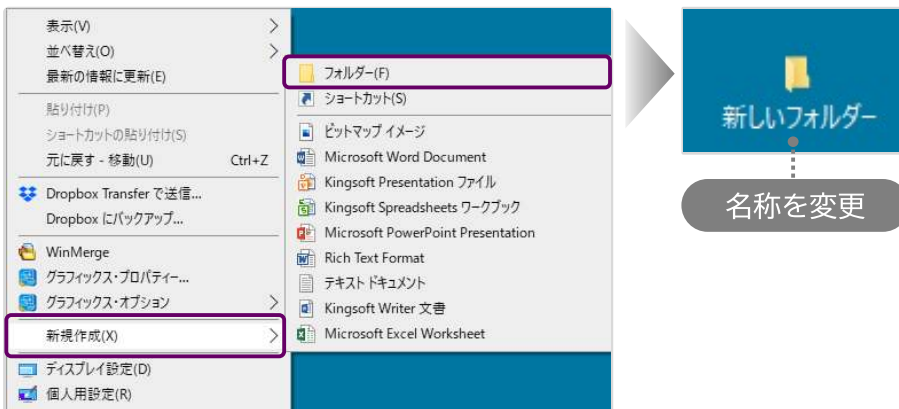 表示(V)
並べ替え(O)
最新の情報に更新(E)
貼り付け(P)
ショートカットの貼り付け(S)
元に戻す - 移動(U) Ctrl+Z
Dropbox Transfer で送信...
Dropbox にバックアップ...
WinMerge
グラフィックス・プロパティー...
グラフィックス・オプション
新規作成(X)
ディスプレイ設定(D)
個人用設定(R)
フォルダー(F)
ショートカット(S)
ビットマップ イメージ
Microsoft Word Document
Kingsoft Presentation ファイル
Kingsoft Spreadsheets ワークブック
Microsoft PowerPoint Presentation
Rich Text Format
テキスト ドキュメント
Kingsoft Writer 文書
Microsoft Excel Worksheet
新しいフォルダー
名称を変更